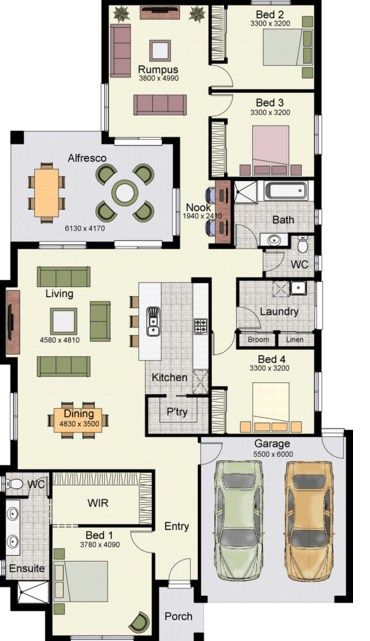 Bed 2
3300 x 3200
Rumpus
3800 x 4990
Bed 3
3300 x 3200
Alfresco
6130 x 4170
Nook
1940 x 2410
Bath
WC
Living
4580 x 4810
Laundry
Broom
Linen
Kitchen
Bed 4
3300 x 3200
P'try
Dining
4830 x 3500
Garage
5500 x 6000
WC
WIR
Bed 1
3780 x 4090
Entry
Ensuite
Porch